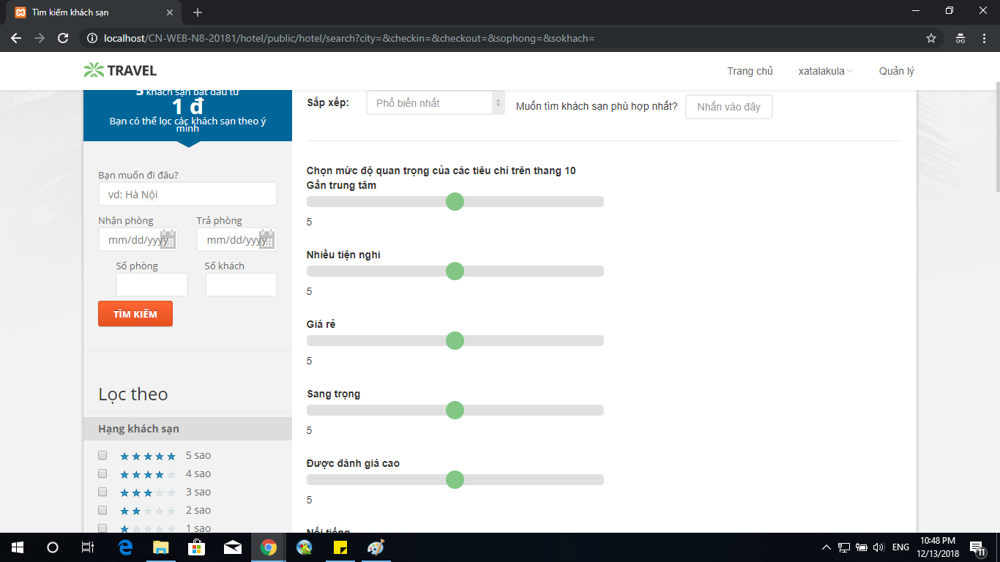 Tìm kiếm khách sạn
localhost/CN-WEB-N8-20181/hotel/public/hotel/search?city=&checkin=&checkout=&sophong=&sokhach=
TRAVEL
Trang chủ
xatalakula
Quản lý
5 khách sạn bắt đầu từ
1 đ
Bạn có thể lọc các khách sạn theo ý
mình
Bạn muốn đi đâu?
vd: Hà Nội
Nhận phòng
Trả phòng
mm/dd/yyyy
mm/dd/yyyy
Số phòng
Số khách
TÌM KIẾM
Lọc theo
Hạng khách sạn
5 sao
4 sao
3 sao
2 sao
1 sao
Sắp xếp:
Phổ biến nhất
Muốn tìm khách sạn phù hợp nhất?
Nhấn vào đây
Chọn mức độ quan trọng của các tiêu chí trên thang 10
Gần trung tâm
5
Nhiều tiện nghi
5
Giá rẻ
5
Sang trọng
5
Được đánh giá cao
5
Nổi tiếng
ENG
10:48 PM
12/13/2018
11